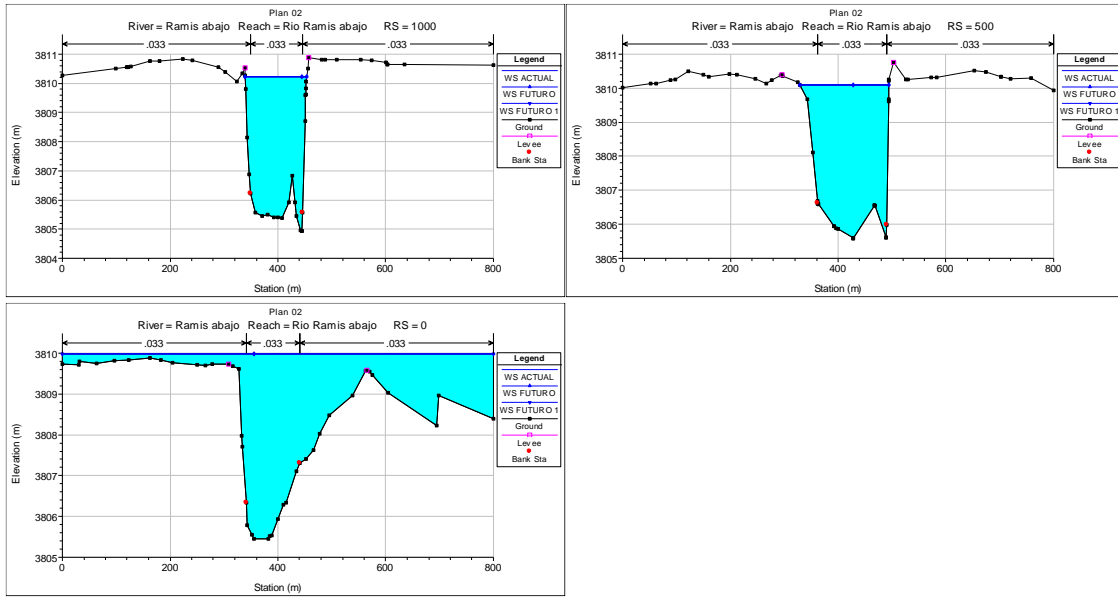 Plan 02
River = Ramis abajo Reach = Rio Ramis abajo RS = 1000
.033 .033 .033
Legend
WS ACTUAL
WS FUTURO
WS FUTURO 1
Ground
Levee
Bank Sta
Elevation (m)
3811
3810
3809
3808
3807
3806
3805
3804
0 200 400 600 800
Station (m)
Plan 02
River = Ramis abajo Reach = Rio Ramis abajo RS = 500
.033 .033 .033
Legend
WS ACTUAL
WS FUTURO
WS FUTURO 1
Ground
Levee
Bank Sta
Elevation (m)
3811
3810
3809
3808
3807
3806
3805
0 200 400 600 800
Station (m)
Plan 02
River = Ramis abajo Reach = Rio Ramis abajo RS = 0
.033 .033 .033
Legend
WS ACTUAL
WS FUTURO
WS FUTURO 1
Ground
Levee
Bank Sta
Elevation (m)
3810
3809
3808
3807
3806
3805
0 200 400 600 800
Station (m)